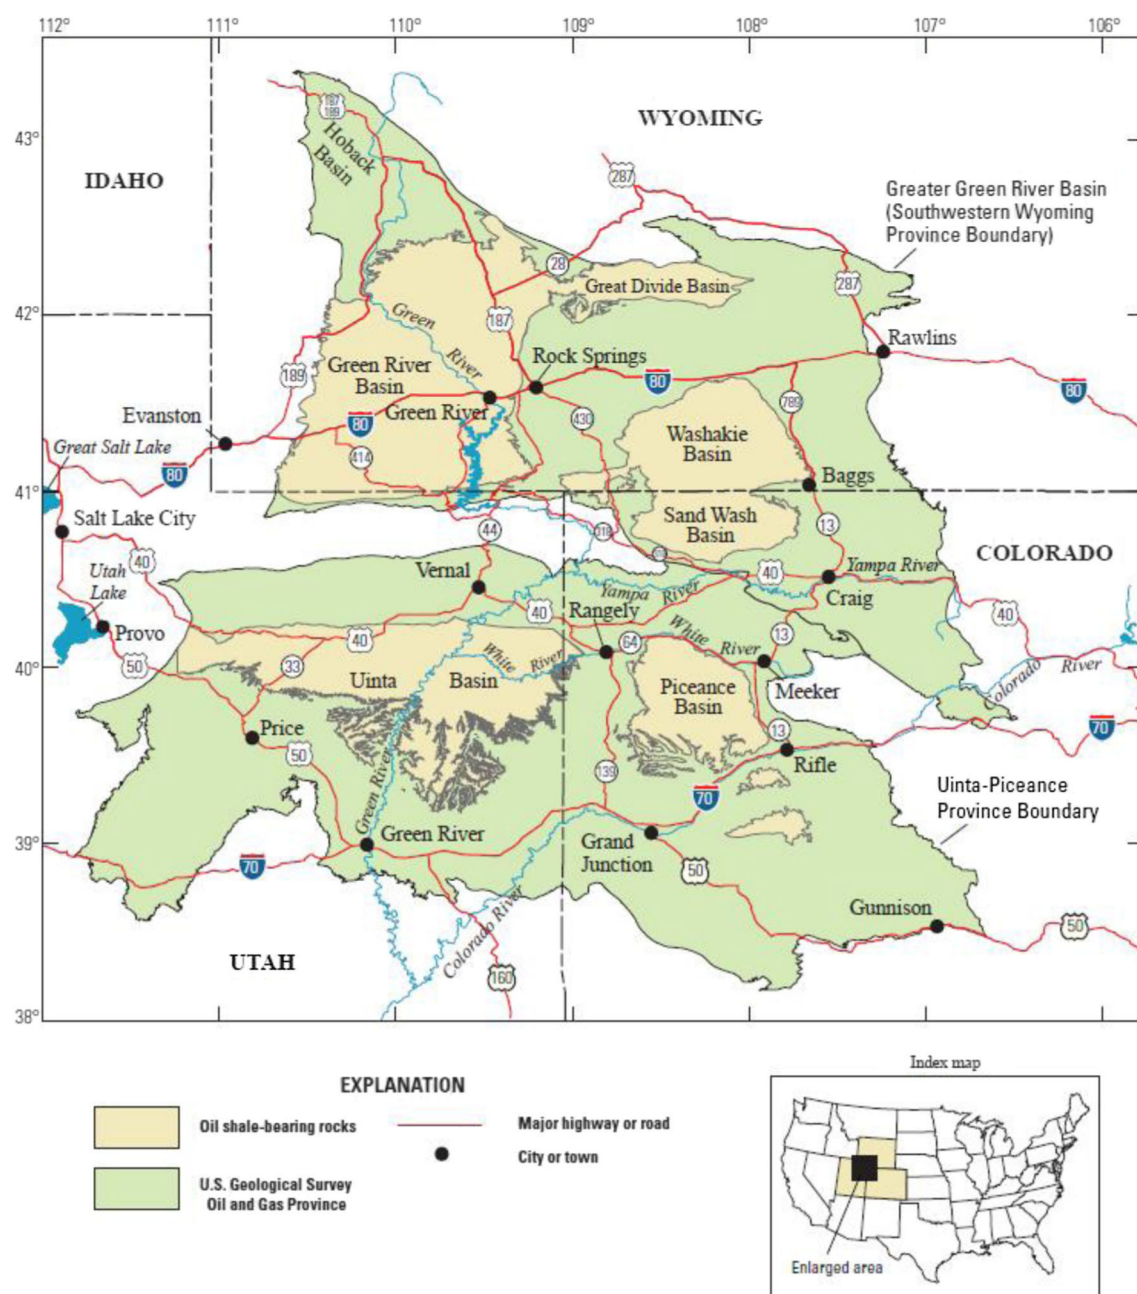 112°
111°
110°
109°
108°
107°
106°
187
189
WYOMING
43°
Hoback
Basin
287
IDAHO
Greater Green River Basin
(Southwestern Wyoming
Province Boundary)
28
Great Divide Basin
287
42°
Green
River
187
Rawlins
Rock Springs
189
Green River
Basin
80
80
789
Evanston
Green River
80
430
Great Salt Lake
414
Washakie
Basin
80
Baggs
41°
Sand Wash
Basin
Salt Lake City
44
318
13
COLORADO
40
Vernal
40
Yampa River
Utah
Lake
Yampa
River
Craig
40
Rangely
40
Provo
40
64
White
River
13
40°
50
33
White
River
Colorado
River
Uinta
Basin
Piceance
Basin
Meeker
Price
13
70
50
Rifle
Green River
139
70
Uinta-Piceance
Province Boundary
39°
Green River
Grand
Junction
70
50
Gunnison
50
Colorado River
UTAH
160
38°
Index map
EXPLANATION
Oil shale-bearing rocks
Major highway or road
City or town
U.S. Geological Survey
Oil and Gas Province
Enlarged area